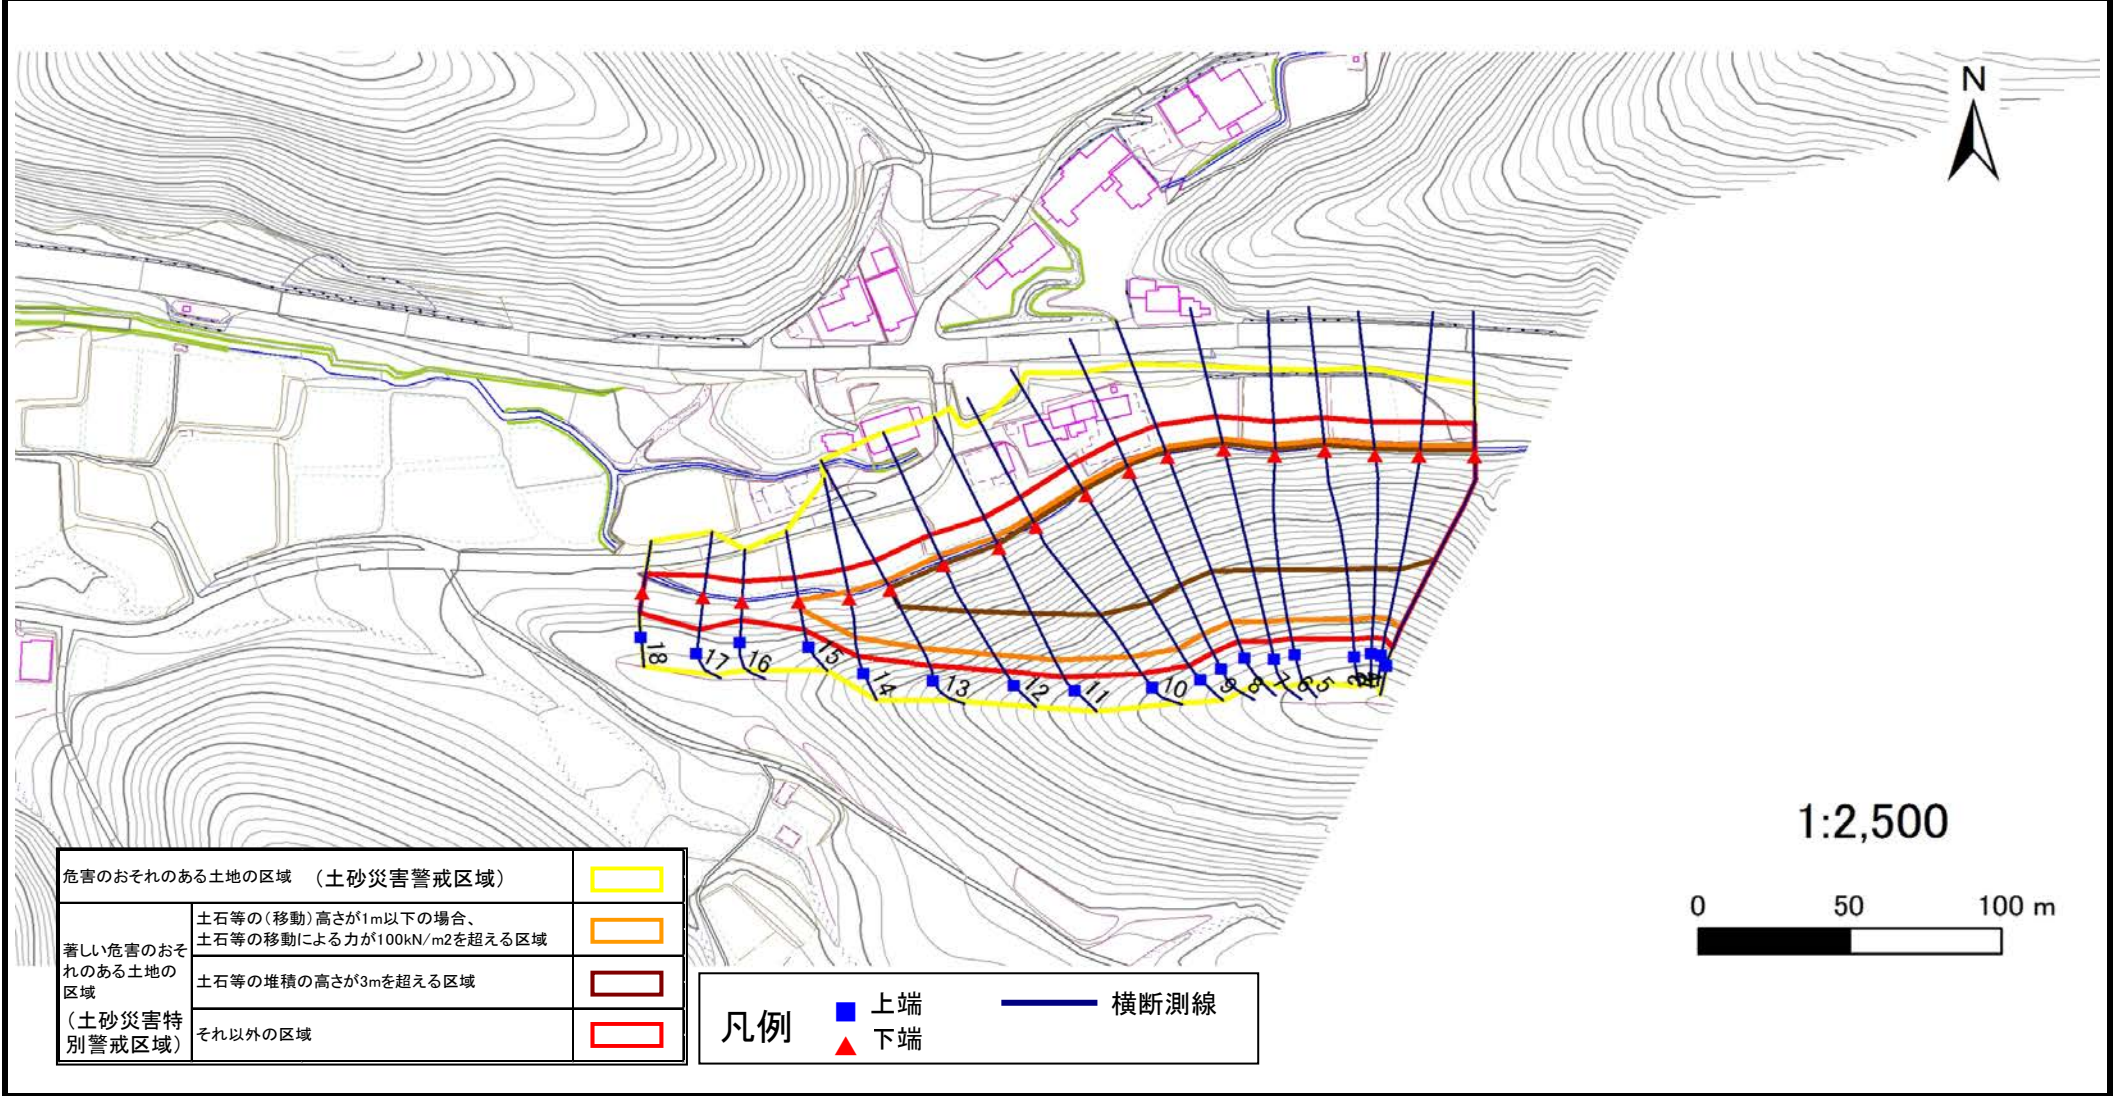 N
18
17
16
15
14
13
12
11
10
9
8
7
6
5
1:2,500
0 50 100 m
危害のおそれのある土地の区域 (土砂災害警戒区域)
著しい危害のおそ
れのある土地の
区域
(土砂災害特
別警戒区域)
土石等の(移動)高さが1m以下の場合、
土石等の移動による力が100kN/m2を超える区域
土石等の堆積の高さが3mを超える区域
それ以外の区域
凡例
上端
下端
横断測線